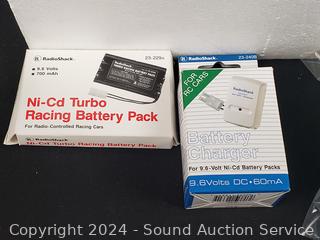 RadioShack.
23-229A
9.6 Volts
700 mAh
Ni-Cd Turbo
Racing Battery Pack
For Radio-Controlled Racing Cars
RadioShack.
Ni-Cd Turbo Racing Battery Pack
RadioShack.
23-240B
FOR
RC CARS
Battery
Charger
For 9.6-Volt Ni-Cd Battery Packs
9.6Volts DC•60mA
Copyright 2024 - Sound Auction Service